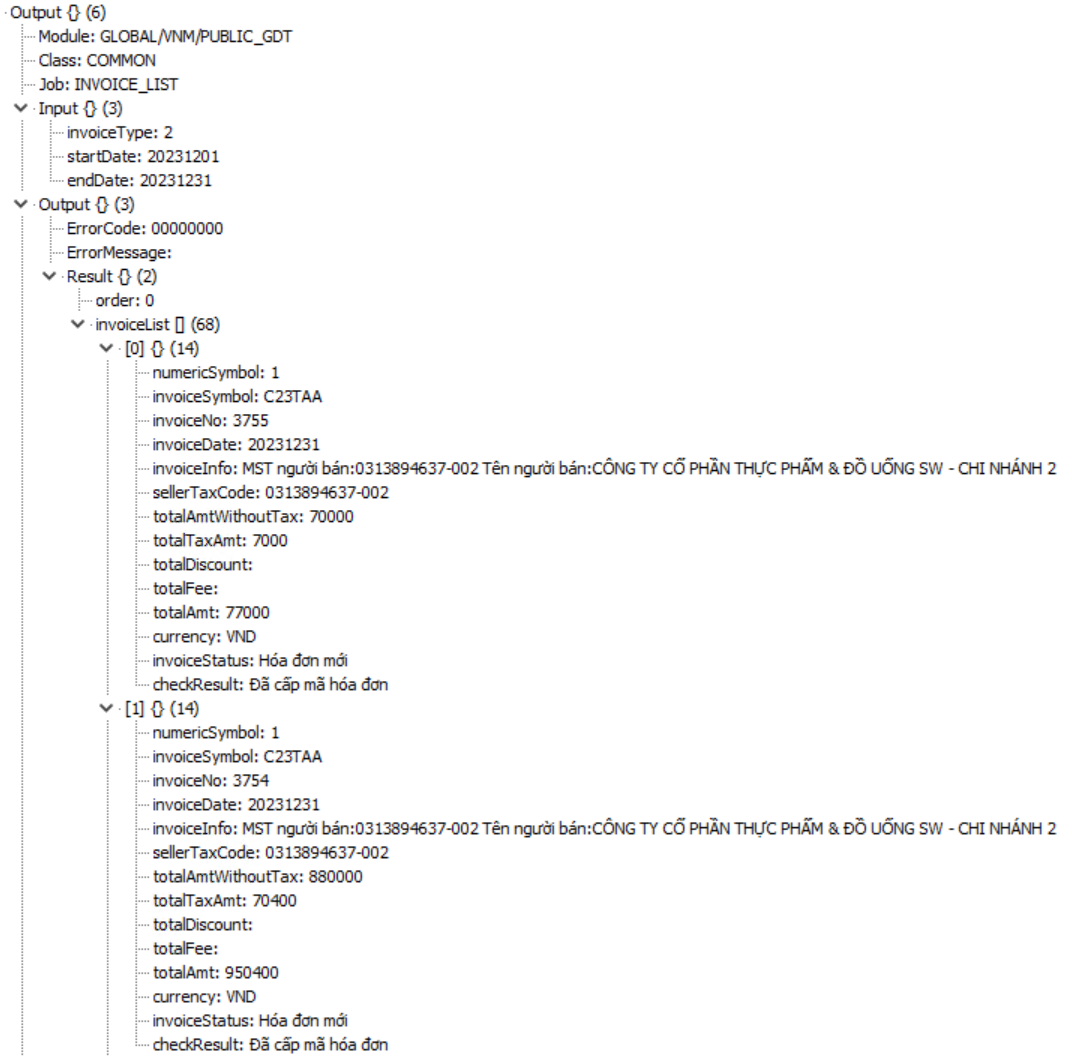 Output {} (6)
Module: GLOBAL/VNM/PUBLIC_GDT
Class: COMMON
Job: INVOICE_LIST
Input {} (3)
invoiceType: 2
startDate: 20231201
endDate: 20231231
Output {} (3)
ErrorCode: 00000000
ErrorMessage:
Result {} (2)
order: 0
invoiceList [] (68)
[0] {} (14)
numericSymbol: 1
invoiceSymbol: C23TAA
invoiceNo: 3755
invoiceDate: 20231231
invoiceInfo: MST người bán:0313894637-002 Tên người bán:CÔNG TY CỔ PHẦN THỰC PHẨM & ĐỒ UỐNG SW - CHI NHÁNH 2
sellerTaxCode: 0313894637-002
totalAmtWithoutTax: 70000
totalTaxAmt: 7000
totalDiscount:
totalFee:
totalAmt: 77000
currency: VND
invoiceStatus: Hóa đơn mới
checkResult: Đã cấp mã hóa đơn
[1] {} (14)
numericSymbol: 1
invoiceSymbol: C23TAA
invoiceNo: 3754
invoiceDate: 20231231
invoiceInfo: MST người bán:0313894637-002 Tên người bán:CÔNG TY CỔ PHẦN THỰC PHẨM & ĐỒ UỐNG SW - CHI NHÁNH 2
sellerTaxCode: 0313894637-002
totalAmtWithoutTax: 880000
totalTaxAmt: 70400
totalDiscount:
totalFee:
totalAmt: 950400
currency: VND
invoiceStatus: Hóa đơn mới
checkResult: Đã cấp mã hóa đơn